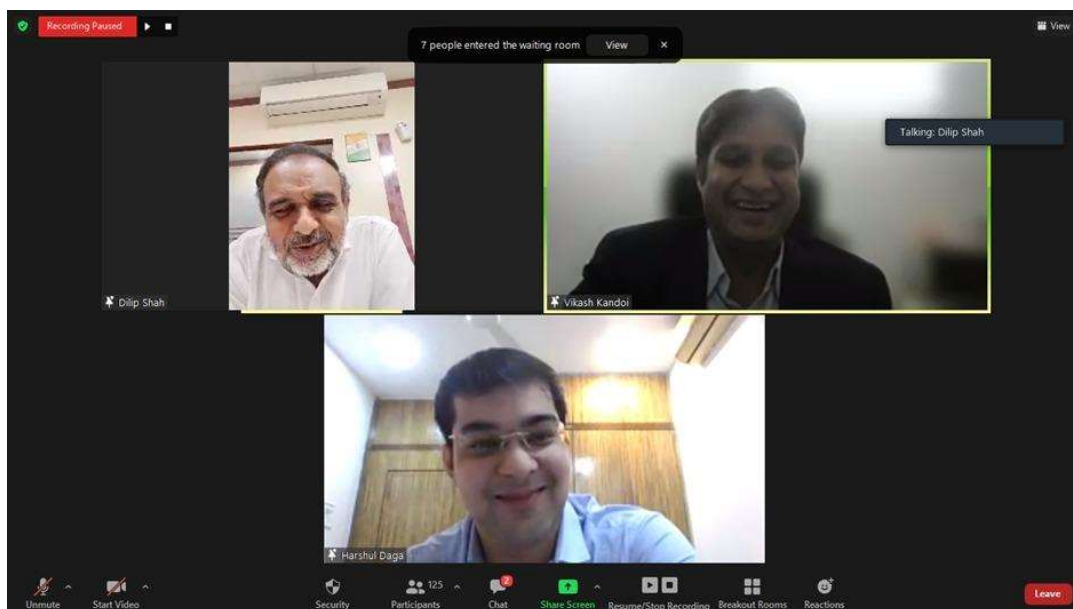 Recording Paused
View
7 people entered the waiting room View ×
Talking: Dilip Shah
Dilip Shah
Vikash Kandoi
Harshul Daga
Unmute
Start Video
Security
125
Participants
2
Chat
Share Screen
Resume/Stop Recording
Breakout Rooms
Reactions
Leave